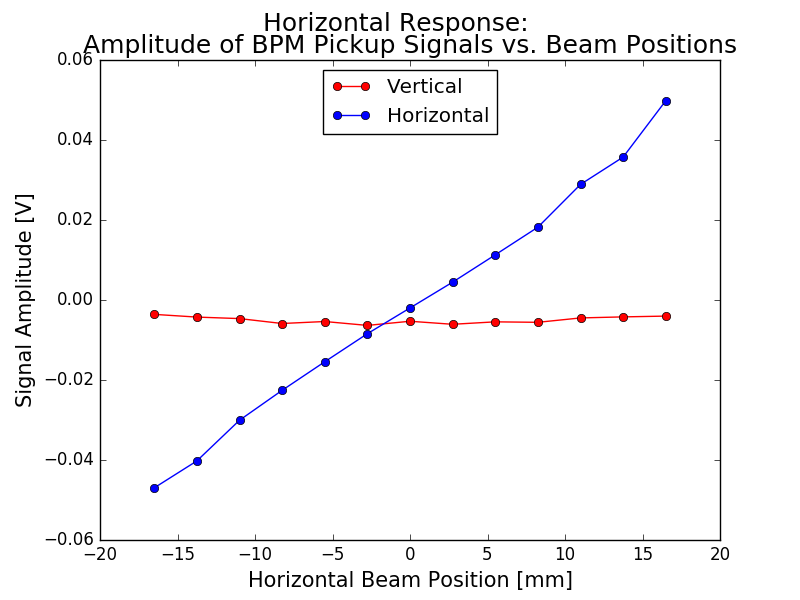 Horizontal Response:
Amplitude of BPM Pickup Signals vs. Beam Positions
Vertical
Horizontal
Signal Amplitude [V]
0.06
0.04
0.02
0.00
−0.02
−0.04
−0.06
−20 −15 −10 −5 0 5 10 15 20
Horizontal Beam Position [mm]